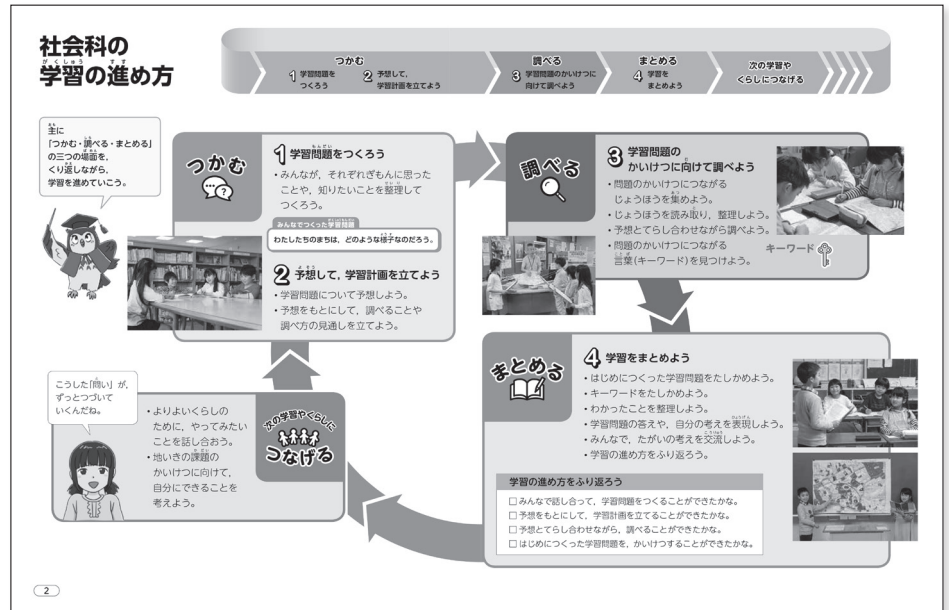 社会科の
学習の進め方
がくしゅう
すす
つかむ
1 学習問題を
つくろう
2 予想して,
学習計画を立てよう
調べる
3 学習問題のかいけつに
向けて調べよう
まとめる
4 学習を
まとめよう
次の学習や
くらしにつなげる
主に
「つかむ・調べる・まとめる」
の三つの場面を,
くり返しながら,
学習を進めていこう。
つかむ
1 学習問題をつくろう
・みんなが, それぞれぎもんに思った
ことや, 知りたいことを整理して
つくろう。
みんなでつくった学習問題
わたしたちのまちは, どのような様子なのだろう。
2 予想して, 学習計画を立てよう
・学習問題について予想しよう。
・予想をもとにして, 調べることや
調べ方の見通しを立てよう。
調べる
3 学習問題の
かいけつに向けて調べよう
・問題のかいけつにつながる
じょうほうを集めよう。
・じょうほうを読み取り, 整理しよう。
・予想とてらし合わせながら調べよう。
・問題のかいけつにつながる
言葉(キーワード)を見つけよう。
キーワード
まとめる
4 学習をまとめよう
・はじめにつくった学習問題をたしかめよう。
・キーワードをたしかめよう。
・わかったことを整理しよう。
・学習問題の答えや, 自分の考えを表現しよう。
・みんなで, たがいの考えを交流しよう。
・学習の進め方をふり返ろう。
学習の進め方をふり返ろう
□ みんなで話し合って, 学習問題をつくることができたかな。
□ 予想をもとにして, 学習計画を立てることができたかな。
□ 予想とてらし合わせながら, 調べることができたかな。
□ はじめにつくった学習問題を, かいけつすることができたかな。
次の学習やくらしに
つなげる
・よりよいくらしの
ために, やってみたい
ことを話し合おう。
・地いきの課題の
かいけつに向けて,
自分にできることを
考えよう。
こうした「問い」が,
ずっとつづいて
いくんだね。
2